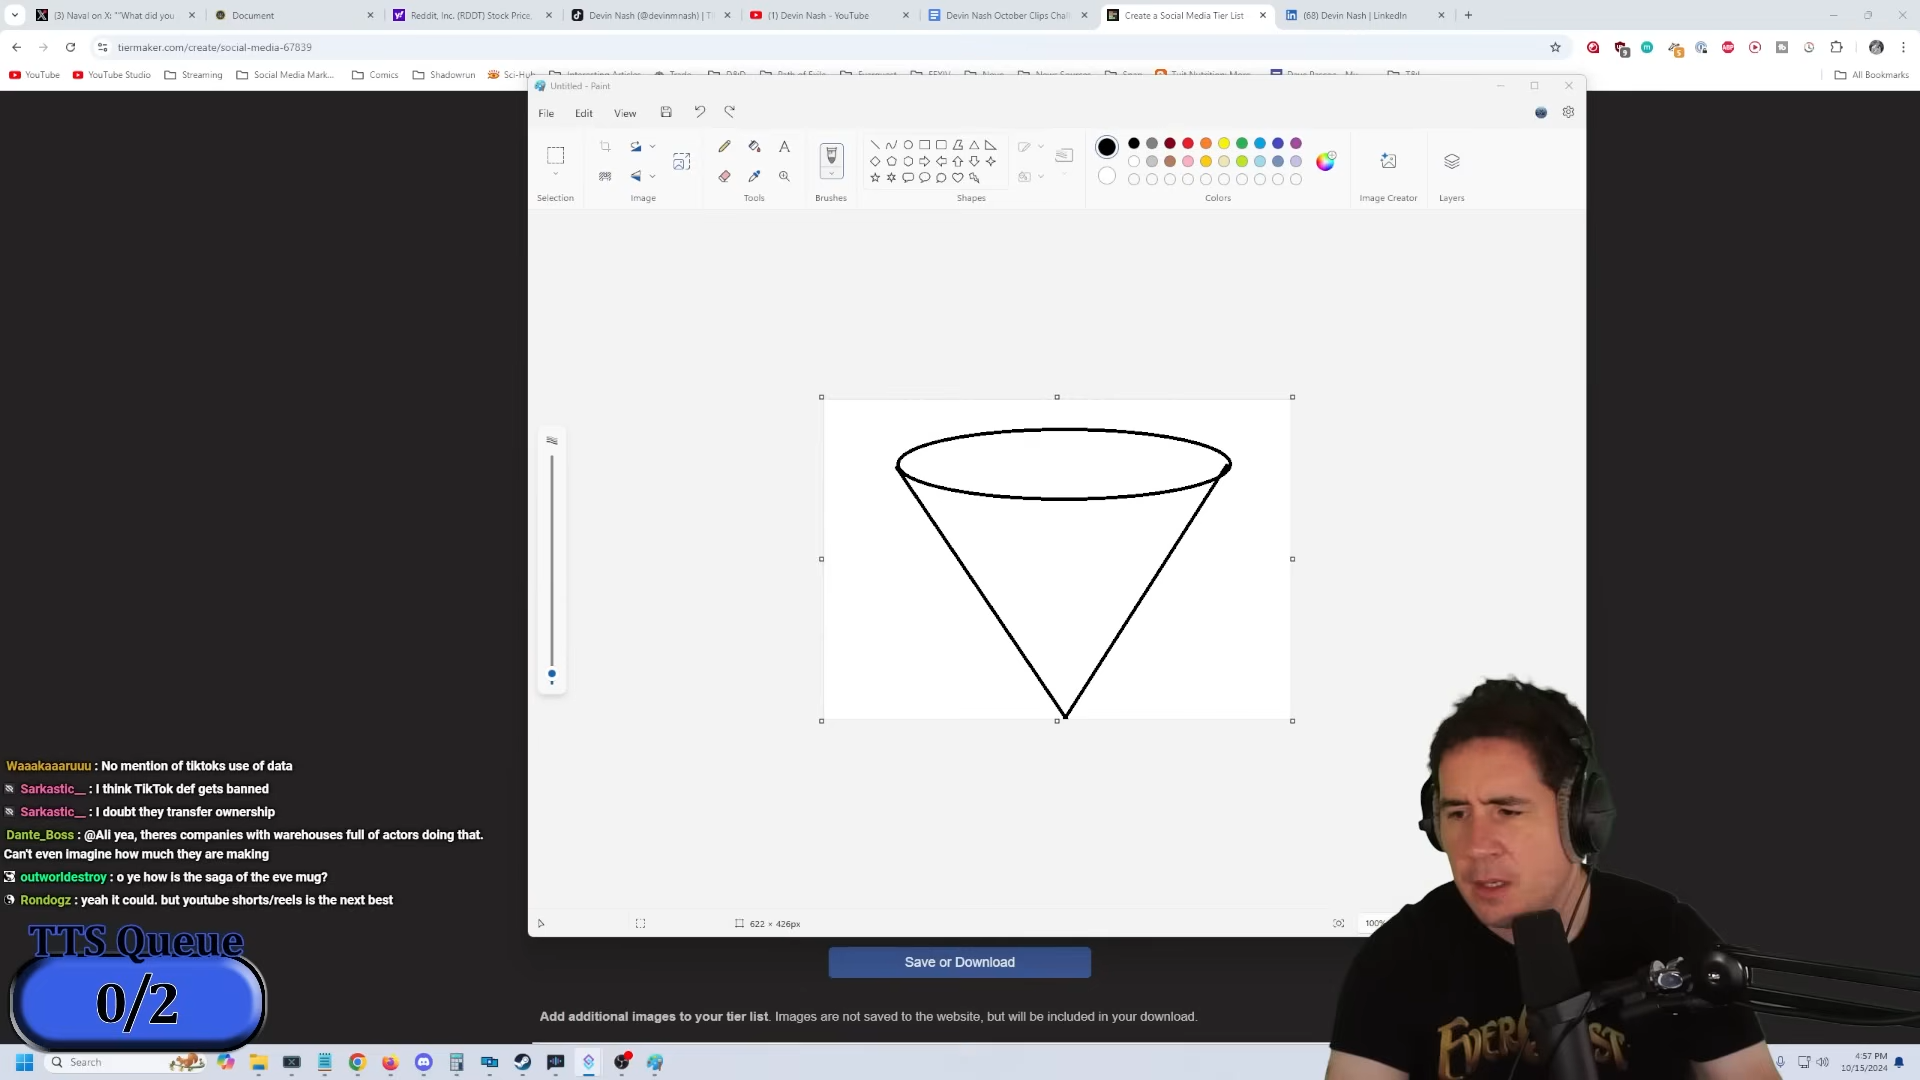 (3) Naval on X: ""What did you
Document
Reddit, Inc. (RDDT) Stock Price,
Devin Nash (@devinmnash) | T
(1) Devin Nash - YouTube
Devin Nash October Clips Chall
Create a Social Media Tier List
(68) Devin Nash | LinkedIn
tiermaker.com/create/social-media-67839
YouTube
YouTube Studio
Streaming
Social Media Mark...
Comics
Shadowrun
Sci-Hub
All Bookmarks
Untitled - Paint
File
Edit
View
Selection
Image
Tools
Brushes
Shapes
Colors
Image Creator
Layers
622 × 426px
100%
Waaakaaaruuu : No mention of tiktoks use of data
Sarkastic__ : I think TikTok def gets banned
Sarkastic__ : I doubt they transfer ownership
Dante_Boss : @Ali yea, theres companies with warehouses full of actors doing that.
Can't even imagine how much they are making
outworldestroy : o ye how is the saga of the eve mug?
Rondogz : yeah it could. but youtube shorts/reels is the next best
TTS Queue
0/2
Save or Download
Add additional images to your tier list. Images are not saved to the website, but will be included in your download.
Search
4:57 PM
10/15/2024